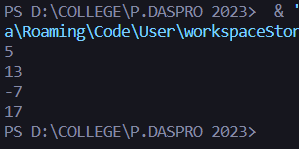 PS D:\COLLEGE\P.DASPRO 2023>  & '
a\Roaming\Code\User\workspaceStor
5
13
-7
17
PS D:\COLLEGE\P.DASPRO 2023>